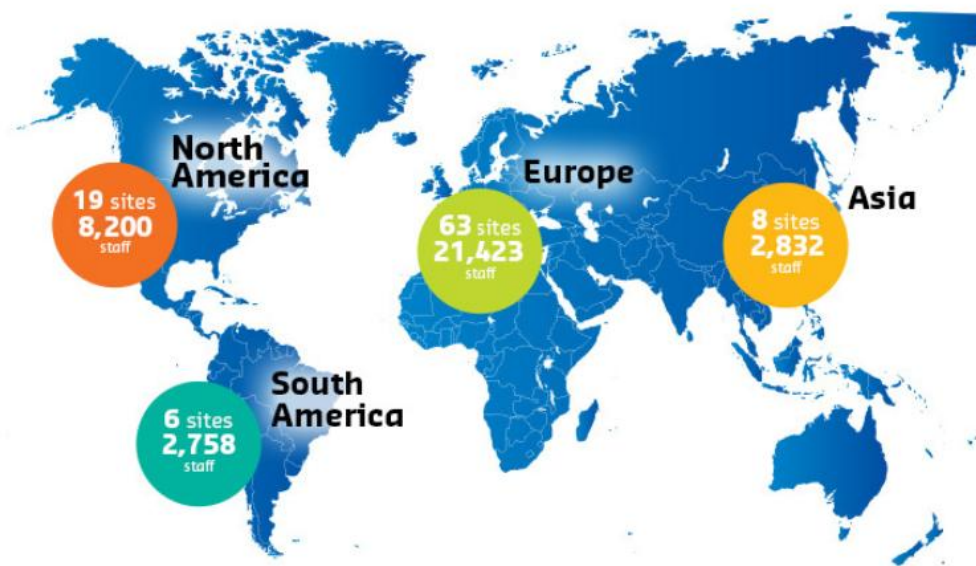 North
America
19 sites
8,200
staff
Europe
63 sites
21,423
staff
Asia
8 sites
2,832
staff
South
America
6 sites
2,758
staff